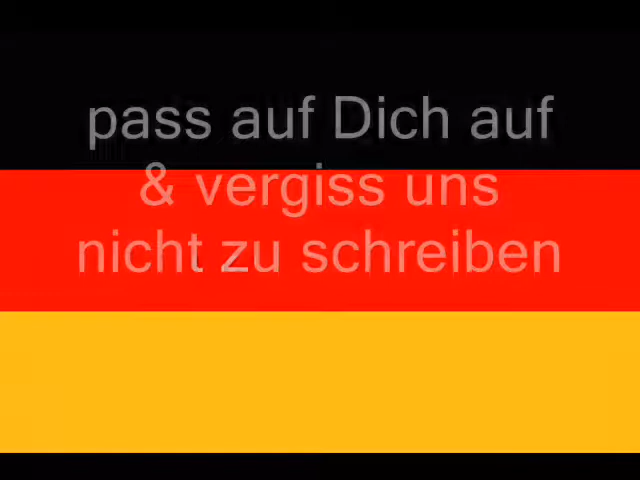 pass auf Dich auf
& vergiss uns
nicht zu schreiben